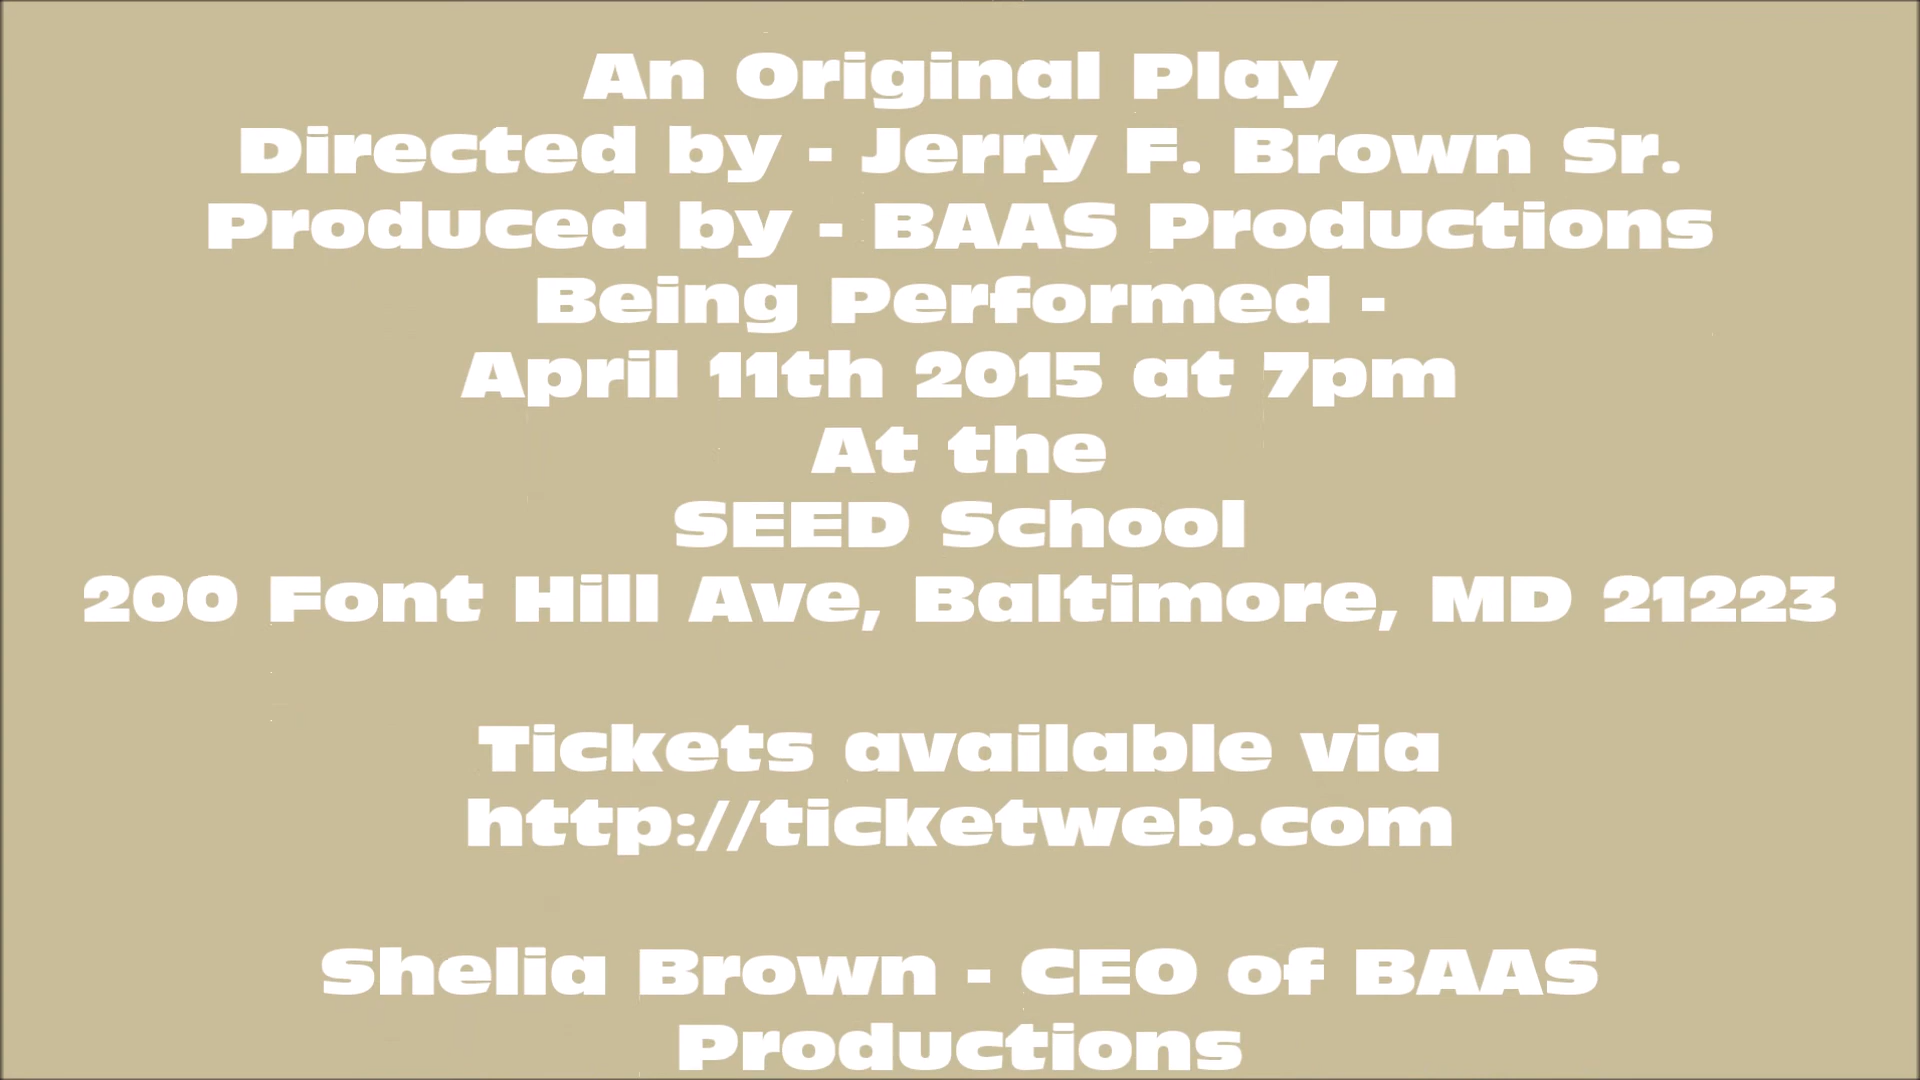 An Original Play
Directed by - Jerry F. Brown Sr.
Produced by - BAAS Productions
Being Performed -
April 11th 2015 at 7pm
At the
SEED School
200 Font Hill Ave, Baltimore, MD 21223
Tickets available via
http://ticketweb.com
Shelia Brown - CEO of BAAS
Productions